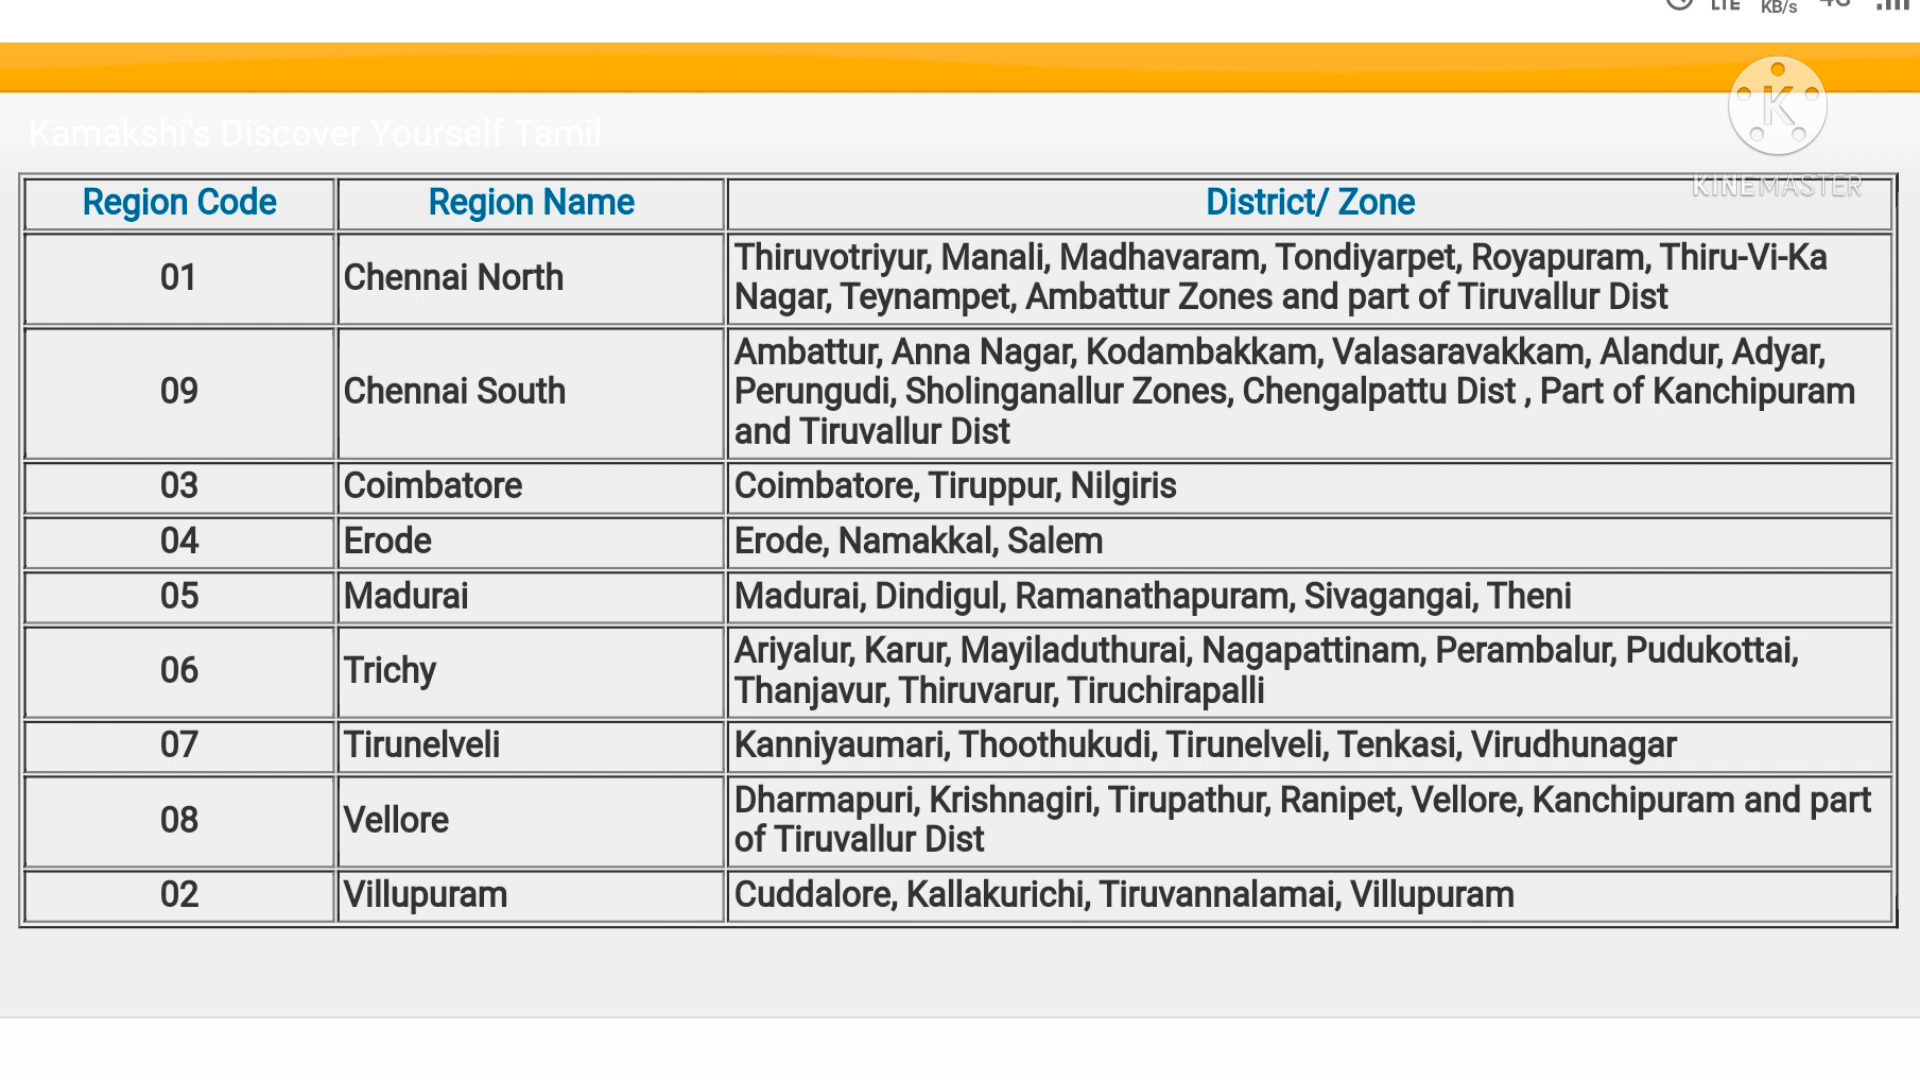 LTE KB/s 4G
Kamakshi's Discover Yourself Tamil
K
KINEMASTER
Region Code Region Name District/ Zone
01 Chennai North Thiruvotriyur, Manali, Madhavaram, Tondiyarpet, Royapuram, Thiru-Vi-Ka
Nagar, Teynampet, Ambattur Zones and part of Tiruvallur Dist
09 Chennai South Ambattur, Anna Nagar, Kodambakkam, Valasaravakkam, Alandur, Adyar,
Perungudi, Sholinganallur Zones, Chengalpattu Dist , Part of Kanchipuram
and Tiruvallur Dist
03 Coimbatore Coimbatore, Tiruppur, Nilgiris
04 Erode Erode, Namakkal, Salem
05 Madurai Madurai, Dindigul, Ramanathapuram, Sivagangai, Theni
06 Trichy Ariyalur, Karur, Mayiladuthurai, Nagapattinam, Perambalur, Pudukottai,
Thanjavur, Thiruvarur, Tiruchirapalli
07 Tirunelveli Kanniyaumari, Thoothukudi, Tirunelveli, Tenkasi, Virudhunagar
08 Vellore Dharmapuri, Krishnagiri, Tirupathur, Ranipet, Vellore, Kanchipuram and part
of Tiruvallur Dist
02 Villupuram Cuddalore, Kallakurichi, Tiruvannalamai, Villupuram